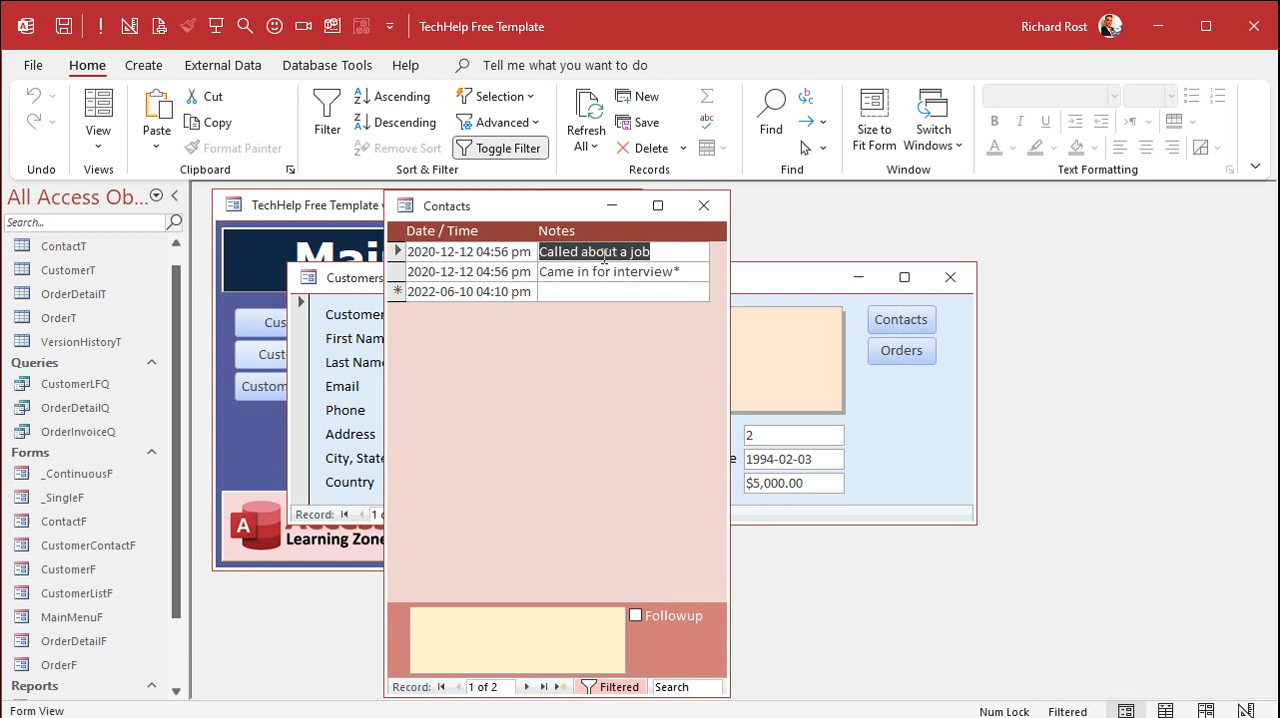 TechHelp Free Template
Richard Rost
File Home Create External Data Database Tools Help Tell me what you want to do
Undo
View
Views
Paste
Cut
Copy
Format Painter
Clipboard
Filter
Ascending
Descending
Remove Sort
Selection
Advanced
Toggle Filter
Sort & Filter
Refresh
All
New
Save
Delete
Records
Find
Find
Size to
Fit Form
Switch
Windows
Window
Text Formatting
All Access Ob...
Search...
ContactT
CustomerT
OrderDetailT
OrderT
VersionHistoryT
Queries
CustomerLFQ
OrderDetailQ
OrderInvoiceQ
Forms
_ContinuousF
_SingleF
ContactF
CustomerContactF
CustomerF
CustomerListF
MainMenuF
OrderDetailF
OrderF
Reports
TechHelp Free Template
Learning Zone
Customers
Customer
First Name
Last Name
Email
Phone
Address
City, State
Country
Record: 1
Contacts
Orders
2
1994-02-03
$5,000.00
Contacts
Date / Time Notes
2020-12-12 04:56 pm Called about a job
2020-12-12 04:56 pm Came in for interview*
2022-06-10 04:10 pm
Followup
Record: 1 of 2 Filtered Search
Form View
Num Lock Filtered